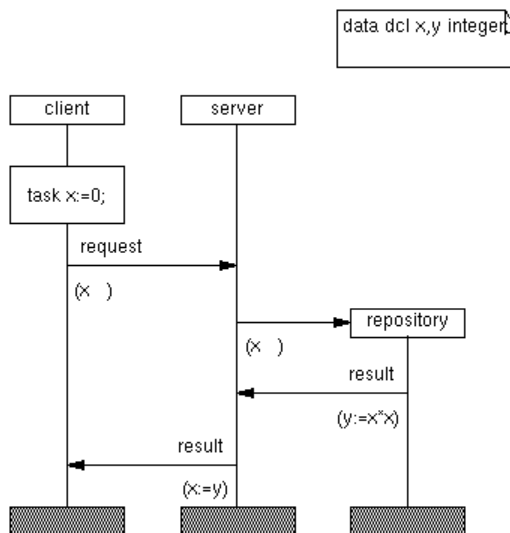 data dcl x,y integer;
client
server
task x:=0;
request
(x )
repository
(x )
result
(y:=x*x)
result
(x:=y)